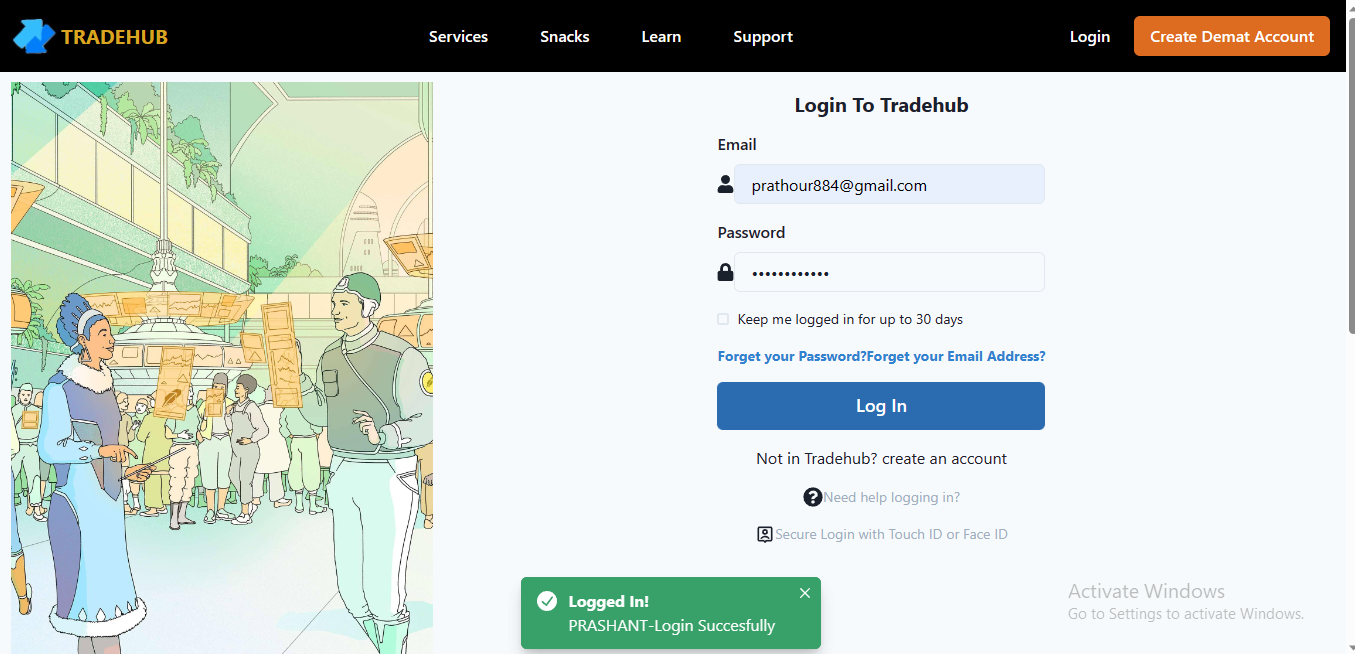 TRADEHUB
Services
Snacks
Learn
Support
Login
Create Demat Account
Login To Tradehub
Email
prathour884@gmail.com
Password
••••••••••••
Keep me logged in for up to 30 days
Forget your Password?Forget your Email Address?
Log In
Not in Tradehub? create an account
Need help logging in?
Secure Login with Touch ID or Face ID
Logged In!
PRASHANT-Login Succesfully
Activate Windows
Go to Settings to activate Windows.